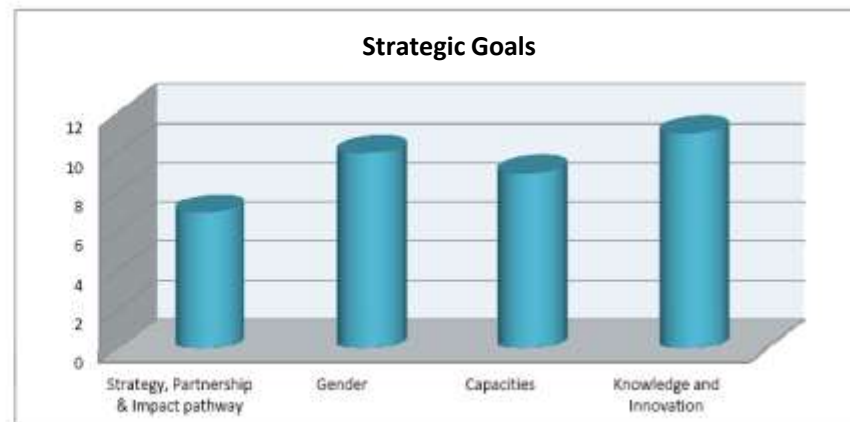 Strategic Goals
12
10
8
6
4
2
0
Strategy, Partnership
& Impact pathway
Gender
Capacities
Knowledge and
Innovation